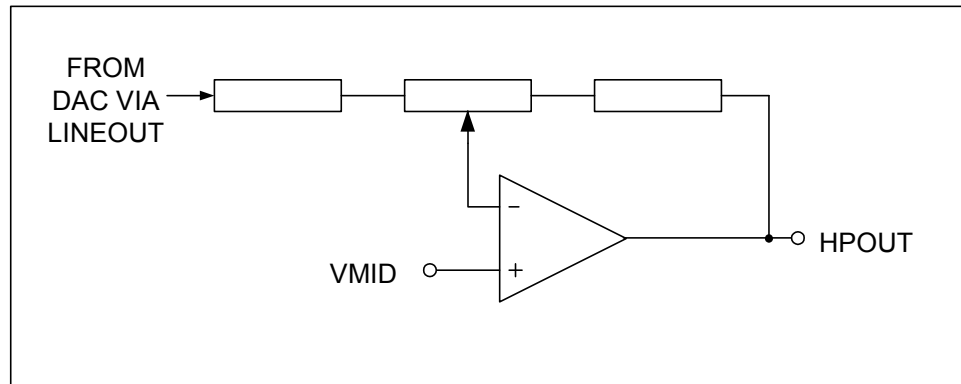 FROM
DAC VIA
LINEOUT
−
VMID
+
HPOUT